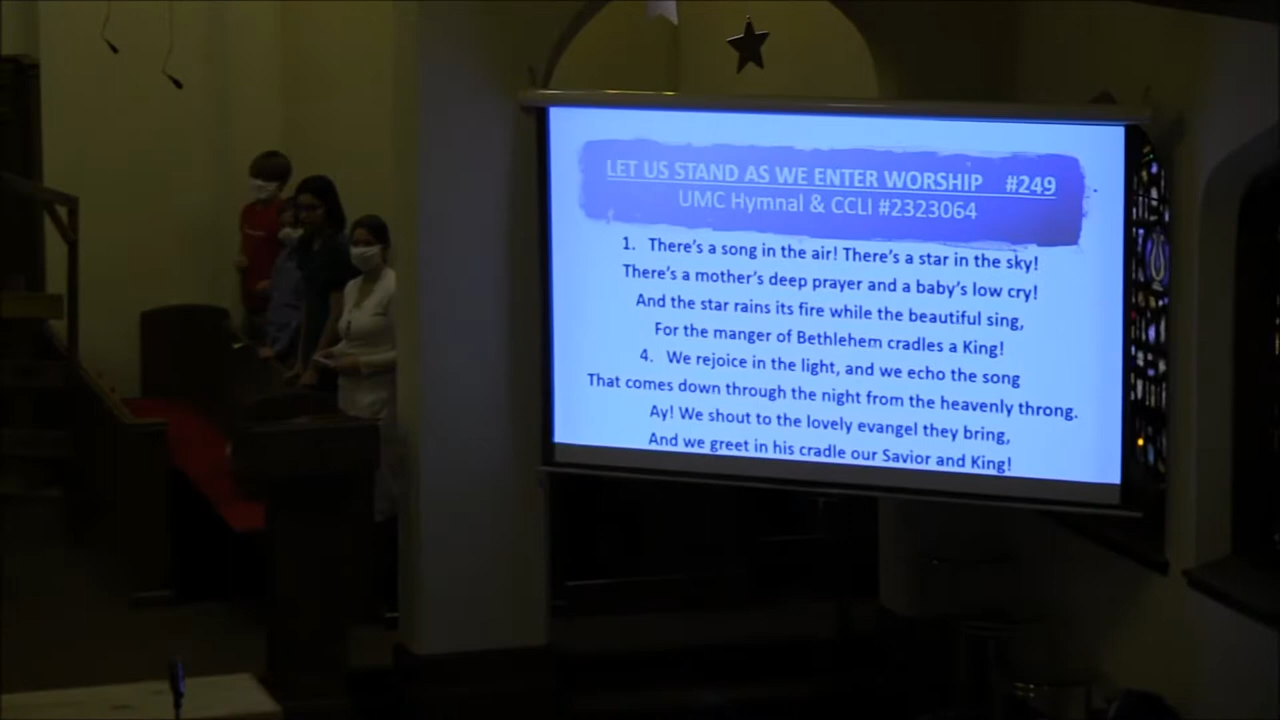 LET US STAND AS WE ENTER WORSHIP #249
UMC Hymnal & CCLI #2323064
1. There's a song in the air! There's a star in the sky!
There's a mother's deep prayer and a baby's low cry!
And the star rains its fire while the beautiful sing,
For the manger of Bethlehem cradles a King!
4. We rejoice in the light, and we echo the song
That comes down through the night from the heavenly throng.
Ay! We shout to the lovely evangel they bring,
And we greet in his cradle our Savior and King!